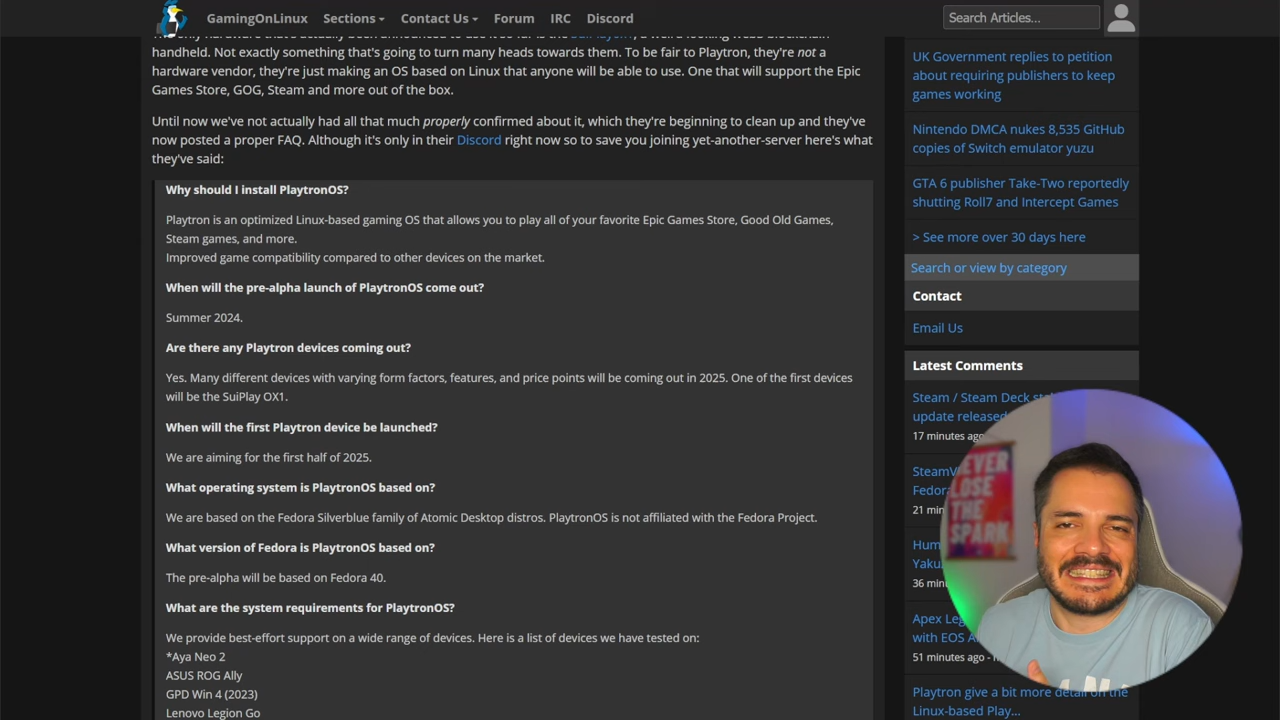 GamingOnLinux Sections Contact Us Forum IRC Discord Search Articles...
handheld. Not exactly something that's going to turn many heads towards them. To be fair to Playtron, they're not a
hardware vendor, they're just making an OS based on Linux that anyone will be able to use. One that will support the Epic
Games Store, GOG, Steam and more out of the box.
Until now we've not actually had all that much properly confirmed about it, which they're beginning to clean up and they've
now posted a proper FAQ. Although it's only in their Discord right now so to save you joining yet-another-server here's what
they've said:
Why should I install PlaytronOS?
Playtron is an optimized Linux-based gaming OS that allows you to play all of your favorite Epic Games Store, Good Old Games,
Steam games, and more.
Improved game compatibility compared to other devices on the market.
When will the pre-alpha launch of PlaytronOS come out?
Summer 2024.
Are there any Playtron devices coming out?
Yes. Many different devices with varying form factors, features, and price points will be coming out in 2025. One of the first devices
will be the SuiPlay OX1.
When will the first Playtron device be launched?
We are aiming for the first half of 2025.
What operating system is PlaytronOS based on?
We are based on the Fedora Silverblue family of Atomic Desktop distros. PlaytronOS is not affiliated with the Fedora Project.
What version of Fedora is PlaytronOS based on?
The pre-alpha will be based on Fedora 40.
What are the system requirements for PlaytronOS?
We provide best-effort support on a wide range of devices. Here is a list of devices we have tested on:
*Aya Neo 2
ASUS ROG Ally
GPD Win 4 (2023)
Lenovo Legion Go
UK Government replies to petition
about requiring publishers to keep
games working
Nintendo DMCA nukes 8,535 GitHub
copies of Switch emulator yuzu
GTA 6 publisher Take-Two reportedly
shutting Roll7 and Intercept Games
> See more over 30 days here
Search or view by category
Contact
Email Us
Latest Comments
Steam / Steam Deck
update released
17 minutes ago
Fedora
21 min
36 min
with EOS
51 minutes ago
Playtron give a bit more detail on the
Linux-based Play...
EVER
LOSE
THE
SPARK